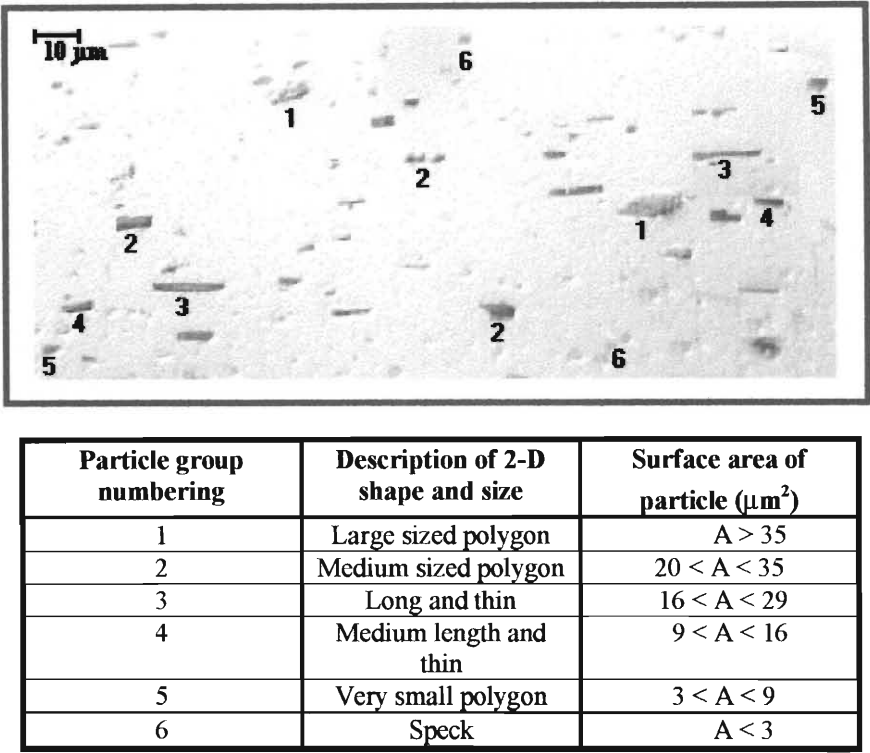 10 μm
6
1
5
2
3
1
4
2
3
4
2
5
6
Particle group numbering
Description of 2-D shape and size
Surface area of particle (μm²)
1 Large sized polygon A > 35
2 Medium sized polygon 20 < A < 35
3 Long and thin 16 < A < 29
4 Medium length and thin 9 < A < 16
5 Very small polygon 3 < A < 9
6 Speck A < 3